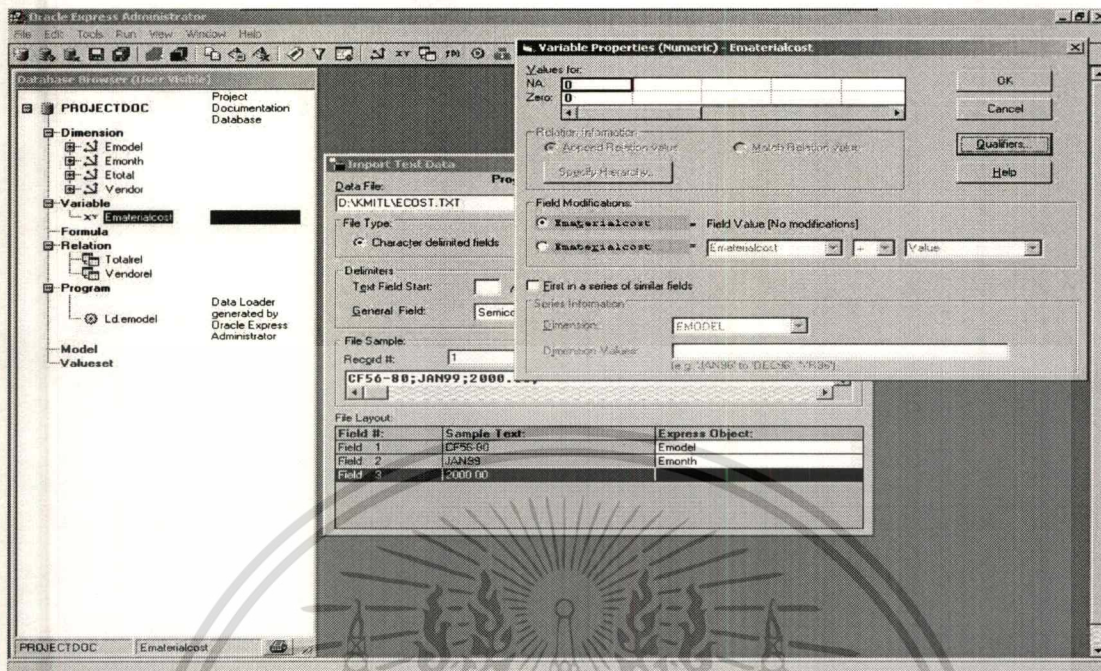 Oracle Express Administrator
File Edit Tools Run View Window Help
Database Browser (User Visible)
PROJECTDOC
Project
Documentation
Database
Dimension
Emodel
Emonth
Etotal
Vendor
Variable
Ematerialcost
Formula
Relation
Totalrel
Vendorel
Program
Ld.emodel
Data Loader
generated by
Oracle Express
Administrator
Model
Valueset
PROJECTDOC
Ematerialcost
Import Text Data
Data File:
D:\KMITL\ECOST.TXT
File Type:
Character delimited fields
Delimiters
Text Field Start:
General Field:
File Sample:
Record #:
1
CF56-80;JAN99;2000.00;
File Layout:
Field #: Sample Text: Express Object:
Field 1 CF56-80 Emodel
Field 2 JAN99 Emonth
Field 3 2000.00
Variable Properties (Numeric) - Ematerialcost
Values for:
NA: 0
Zero: 0
OK
Cancel
Qualifiers...
Help
Relation Information
Append Relation value
Match Relation value
Specify Hierarchy...
Field Modifications:
Ematerialcost = Field Value [No modifications]
Ematerialcost = Ematerialcost + Value
First in a series of similar fields
Series Information
Dimension:
EMODEL
Dimension Values: